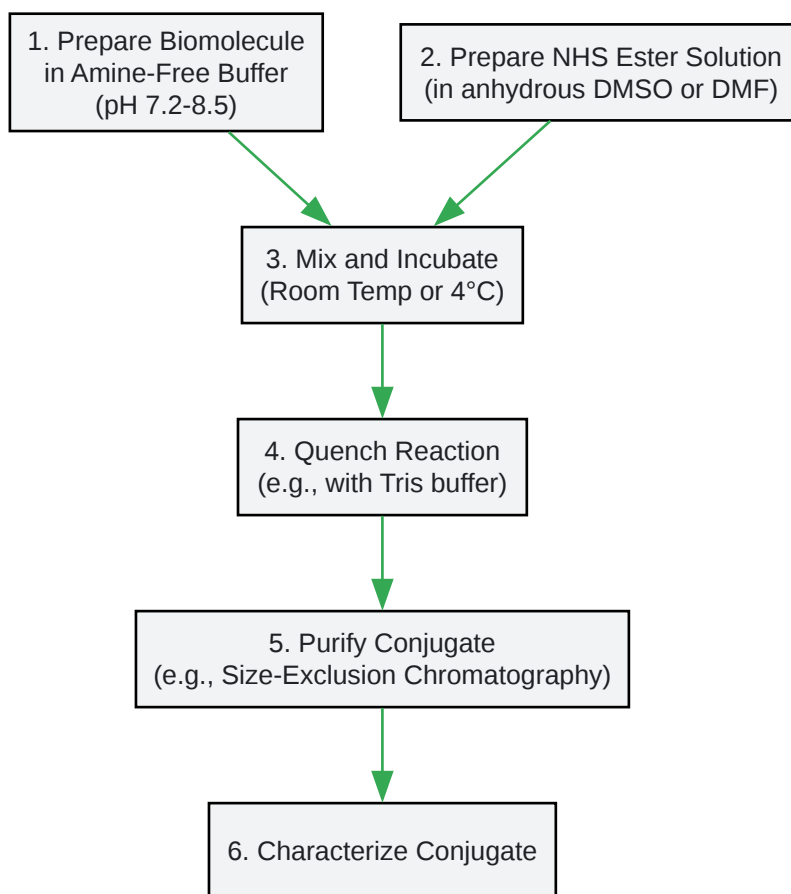 1. Prepare Biomolecule
in Amine-Free Buffer
(pH 7.2-8.5)
2. Prepare NHS Ester Solution
(in anhydrous DMSO or DMF)
3. Mix and Incubate
(Room Temp or 4°C)
4. Quench Reaction
(e.g., with Tris buffer)
5. Purify Conjugate
(e.g., Size-Exclusion Chromatography)
6. Characterize Conjugate